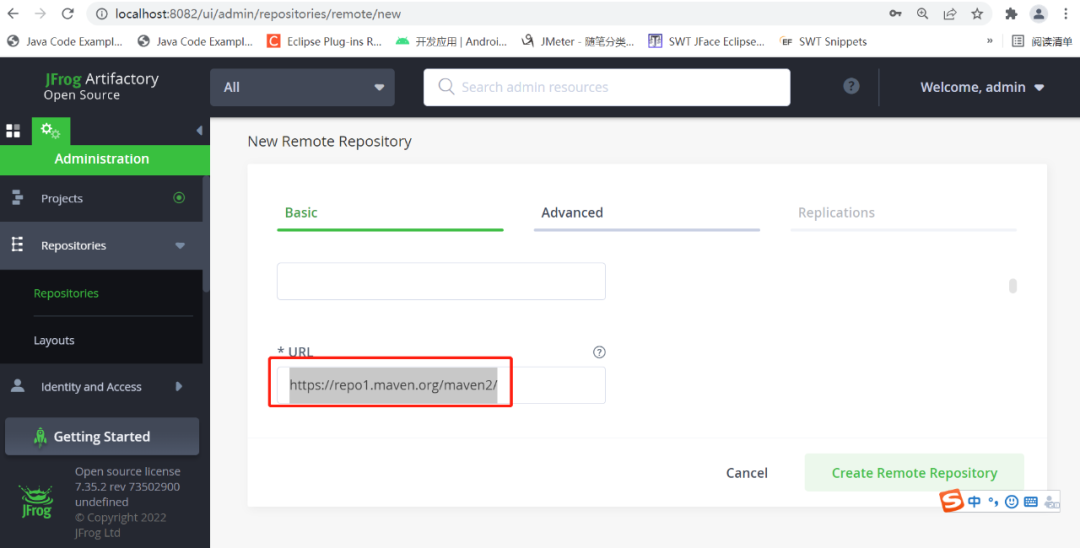 localhost:8082/ui/admin/repositories/remote/new
Java Code Exampl... Java Code Exampl... Eclipse Plug-ins R... 开发应用 | Androi... JMeter - 随笔分类... SWT JFace Eclipse... SWT Snippets » 阅读清单
JFrog Artifactory
Open Source
All
Search admin resources
Welcome, admin
Administration
Projects
Repositories
Repositories
Layouts
Identity and Access
Getting Started
Open source license
7.35.2 rev 73502900
undefined
© Copyright 2022
JFrog Ltd
JFrog
New Remote Repository
Basic
Advanced
Replications
* URL
https://repo1.maven.org/maven2/
Cancel
Create Remote Repository
中